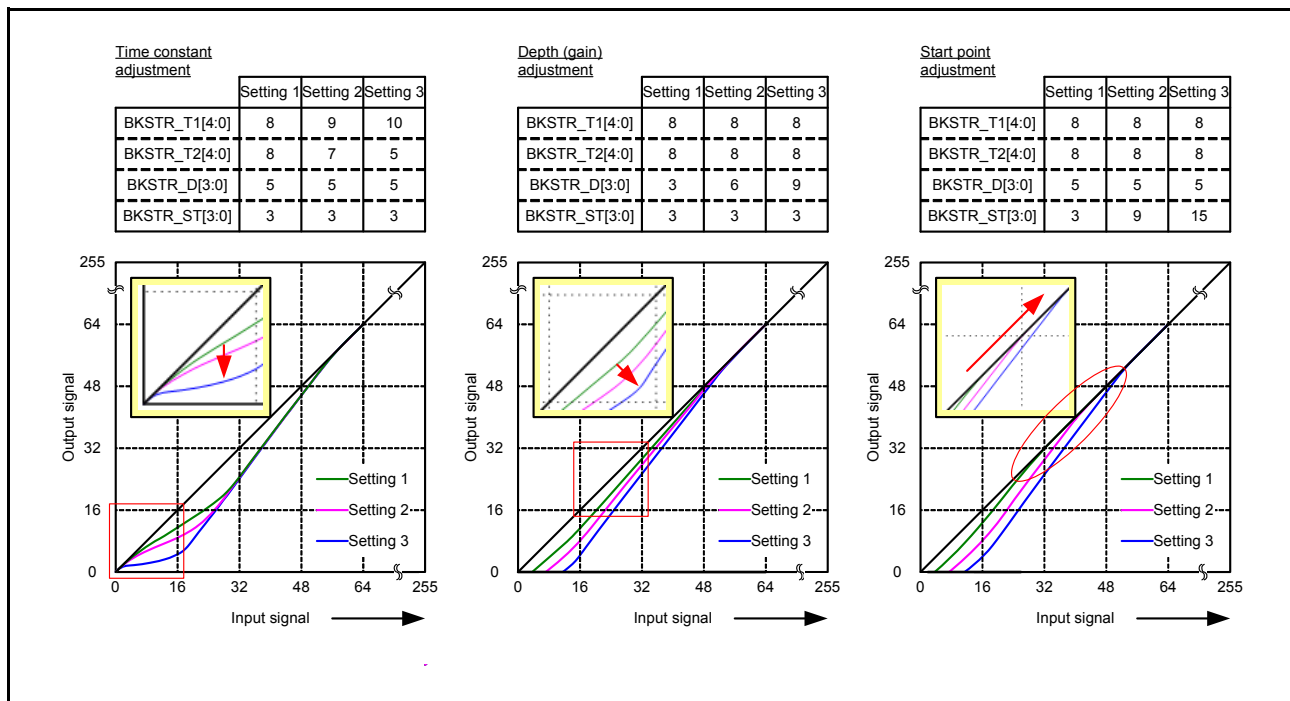 Time constant
adjustment
Setting 1 Setting 2 Setting 3
BKSTR_T1[4:0] 8 9 10
BKSTR_T2[4:0] 8 7 5
BKSTR_D[3:0] 5 5 5
BKSTR_ST[3:0] 3 3 3
255
64
48
32
16
0
Output signal
Setting 1
Setting 2
Setting 3
0 16 32 48 64 255
Input signal
Depth (gain)
adjustment
Setting 1 Setting 2 Setting 3
BKSTR_T1[4:0] 8 8 8
BKSTR_T2[4:0] 8 8 8
BKSTR_D[3:0] 3 6 9
BKSTR_ST[3:0] 3 3 3
255
64
48
32
16
0
Output signal
Setting 1
Setting 2
Setting 3
0 16 32 48 64 255
Input signal
Start point
adjustment
Setting 1 Setting 2 Setting 3
BKSTR_T1[4:0] 8 8 8
BKSTR_T2[4:0] 8 8 8
BKSTR_D[3:0] 5 5 5
BKSTR_ST[3:0] 3 9 15
255
64
48
32
16
0
Output signal
Setting 1
Setting 2
Setting 3
0 16 32 48 64 255
Input signal